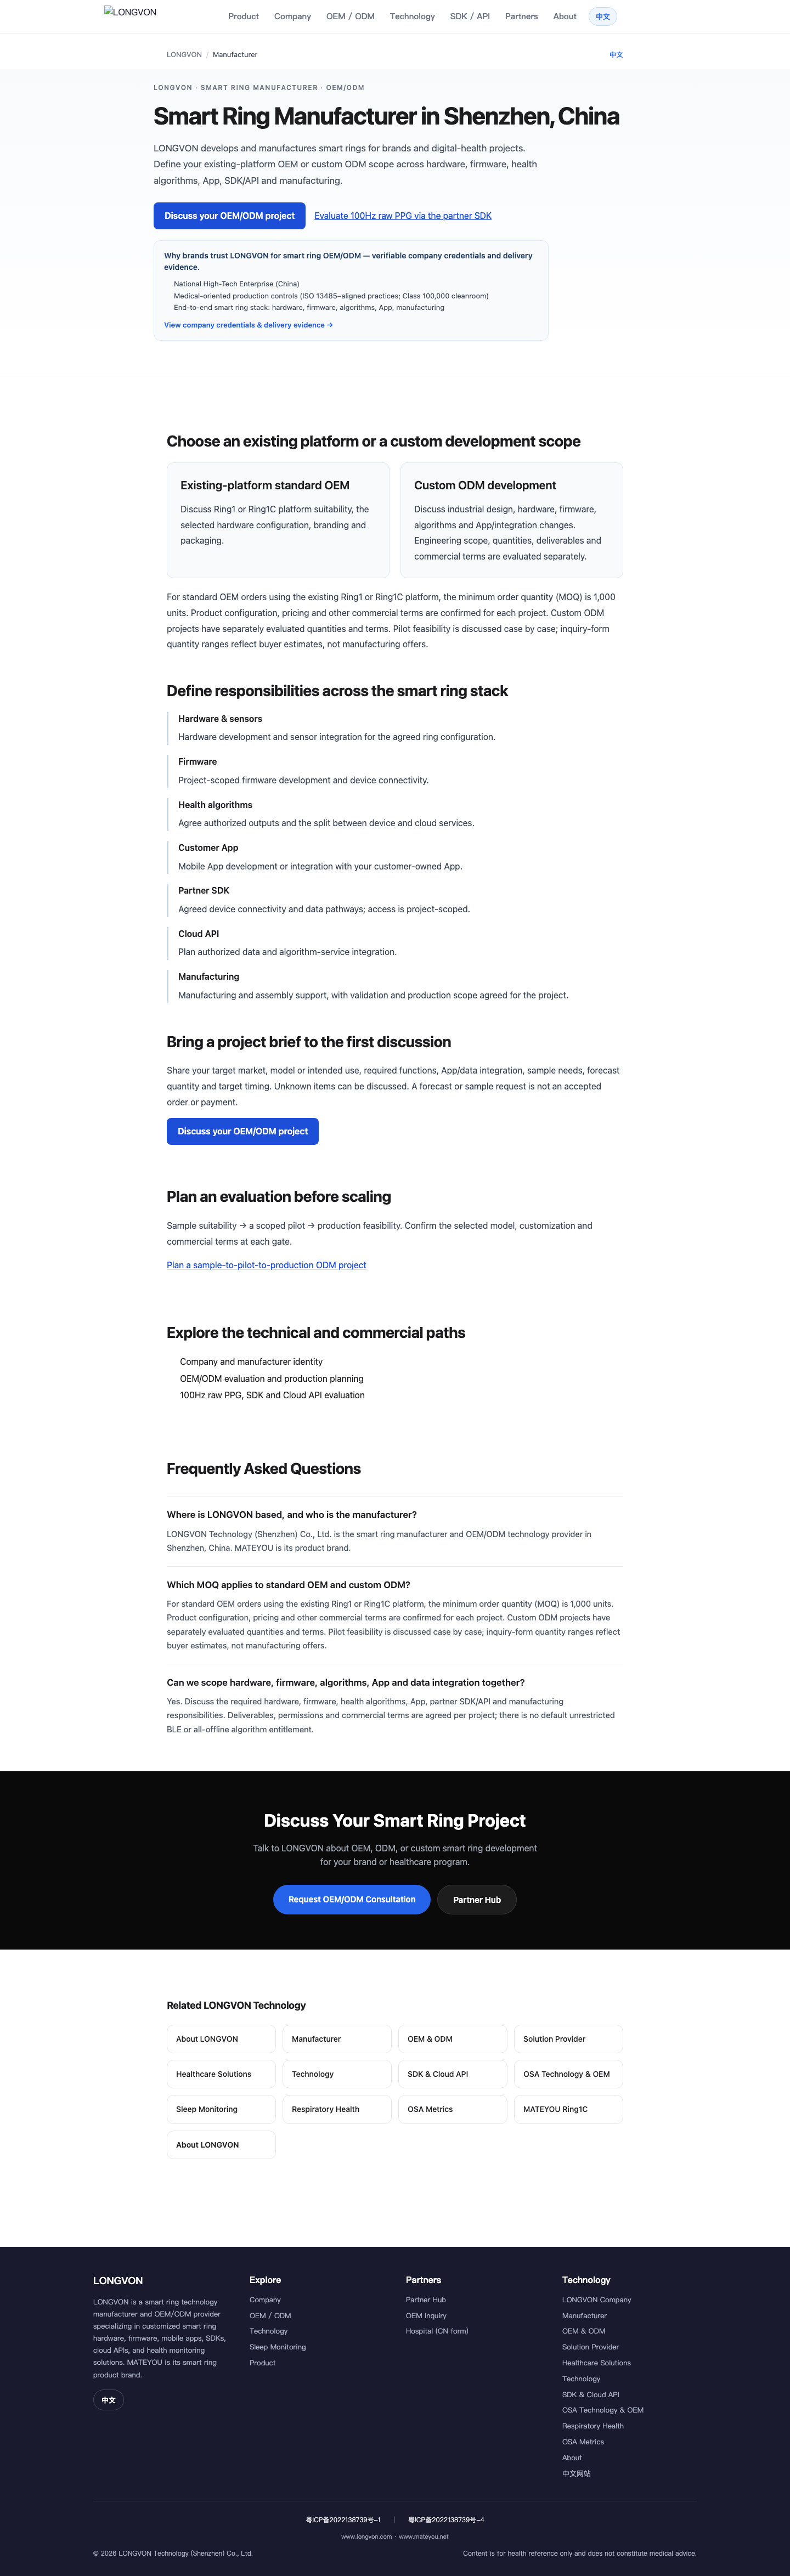 LONGVON
Product
Company
OEM / ODM
Technology
SDK / API
Partners
About
中文
LONGVON / Manufacturer
中文
LONGVON · SMART RING MANUFACTURER · OEM/ODM
Smart Ring Manufacturer in Shenzhen, China
LONGVON develops and manufactures smart rings for brands and digital-health projects.
Define your existing-platform OEM or custom ODM scope across hardware, firmware, health
algorithms, App, SDK/API and manufacturing.
Discuss your OEM/ODM project
Evaluate 100Hz raw PPG via the partner SDK
Why brands trust LONGVON for smart ring OEM/ODM — verifiable company credentials and delivery
evidence.
National High-Tech Enterprise (China)
Medical-oriented production controls (ISO 13485–aligned practices; Class 100,000 cleanroom)
End-to-end smart ring stack: hardware, firmware, algorithms, App, manufacturing
View company credentials & delivery evidence →
Choose an existing platform or a custom development scope
Existing-platform standard OEM
Discuss Ring1 or Ring1C platform suitability, the
selected hardware configuration, branding and
packaging.
Custom ODM development
Discuss industrial design, hardware, firmware,
algorithms and App/integration changes.
Engineering scope, quantities, deliverables and
commercial terms are evaluated separately.
For standard OEM orders using the existing Ring1 or Ring1C platform, the minimum order quantity (MOQ) is 1,000
units. Product configuration, pricing and other commercial terms are confirmed for each project. Custom ODM
projects have separately evaluated quantities and terms. Pilot feasibility is discussed case by case; inquiry-form
quantity ranges reflect buyer estimates, not manufacturing offers.
Define responsibilities across the smart ring stack
Hardware & sensors
Hardware development and sensor integration for the agreed ring configuration.
Firmware
Project-scoped firmware development and device connectivity.
Health algorithms
Agree authorized outputs and the split between device and cloud services.
Customer App
Mobile App development or integration with your customer-owned App.
Partner SDK
Agreed device connectivity and data pathways; access is project-scoped.
Cloud API
Plan authorized data and algorithm-service integration.
Manufacturing
Manufacturing and assembly support, with validation and production scope agreed for the project.
Bring a project brief to the first discussion
Share your target market, model or intended use, required functions, App/data integration, sample needs, forecast
quantity and target timing. Unknown items can be discussed. A forecast or sample request is not an accepted
order or payment.
Discuss your OEM/ODM project
Plan an evaluation before scaling
Sample suitability → a scoped pilot → production feasibility. Confirm the selected model, customization and
commercial terms at each gate.
Plan a sample-to-pilot-to-production ODM project
Explore the technical and commercial paths
Company and manufacturer identity
OEM/ODM evaluation and production planning
100Hz raw PPG, SDK and Cloud API evaluation
Frequently Asked Questions
Where is LONGVON based, and who is the manufacturer?
LONGVON Technology (Shenzhen) Co., Ltd. is the smart ring manufacturer and OEM/ODM technology provider in
Shenzhen, China. MATEYOU is its product brand.
Which MOQ applies to standard OEM and custom ODM?
For standard OEM orders using the existing Ring1 or Ring1C platform, the minimum order quantity (MOQ) is 1,000 units.
Product configuration, pricing and other commercial terms are confirmed for each project. Custom ODM projects have
separately evaluated quantities and terms. Pilot feasibility is discussed case by case; inquiry-form quantity ranges reflect
buyer estimates, not manufacturing offers.
Can we scope hardware, firmware, algorithms, App and data integration together?
Yes. Discuss the required hardware, firmware, health algorithms, App, partner SDK/API and manufacturing
responsibilities. Deliverables, permissions and commercial terms are agreed per project; there is no default unrestricted
BLE or all-offline algorithm entitlement.
Discuss Your Smart Ring Project
Talk to LONGVON about OEM, ODM, or custom smart ring development
for your brand or healthcare program.
Request OEM/ODM Consultation
Partner Hub
Related LONGVON Technology
About LONGVON
Manufacturer
OEM & ODM
Solution Provider
Healthcare Solutions
Technology
SDK & Cloud API
OSA Technology & OEM
Sleep Monitoring
Respiratory Health
OSA Metrics
MATEYOU Ring1C
About LONGVON
LONGVON
LONGVON is a smart ring technology
manufacturer and OEM/ODM provider
specializing in customized smart ring
hardware, firmware, mobile apps, SDKs,
cloud APIs, and health monitoring
solutions. MATEYOU is its smart ring
product brand.
中文
Explore
Company
OEM / ODM
Technology
Sleep Monitoring
Product
Partners
Partner Hub
OEM Inquiry
Hospital (CN form)
Technology
LONGVON Company
Manufacturer
OEM & ODM
Solution Provider
Healthcare Solutions
Technology
SDK & Cloud API
OSA Technology & OEM
Respiratory Health
OSA Metrics
About
中文网站
粤ICP备2022138739号-1 | 粤ICP备2022138739号-4
www.longvon.com · www.mateyou.net
© 2026 LONGVON Technology (Shenzhen) Co., Ltd.
Content is for health reference only and does not constitute medical advice.